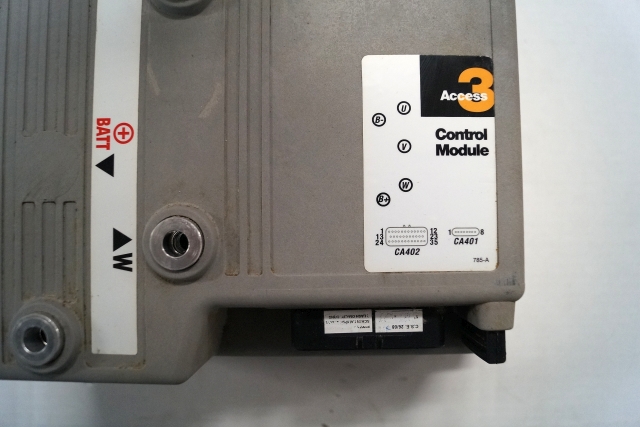 3
Access
Control
Module
U
B-
V
W
B+
1 12
13 23
24 35
CA402
1 8
CA401
785-A
BATT
W